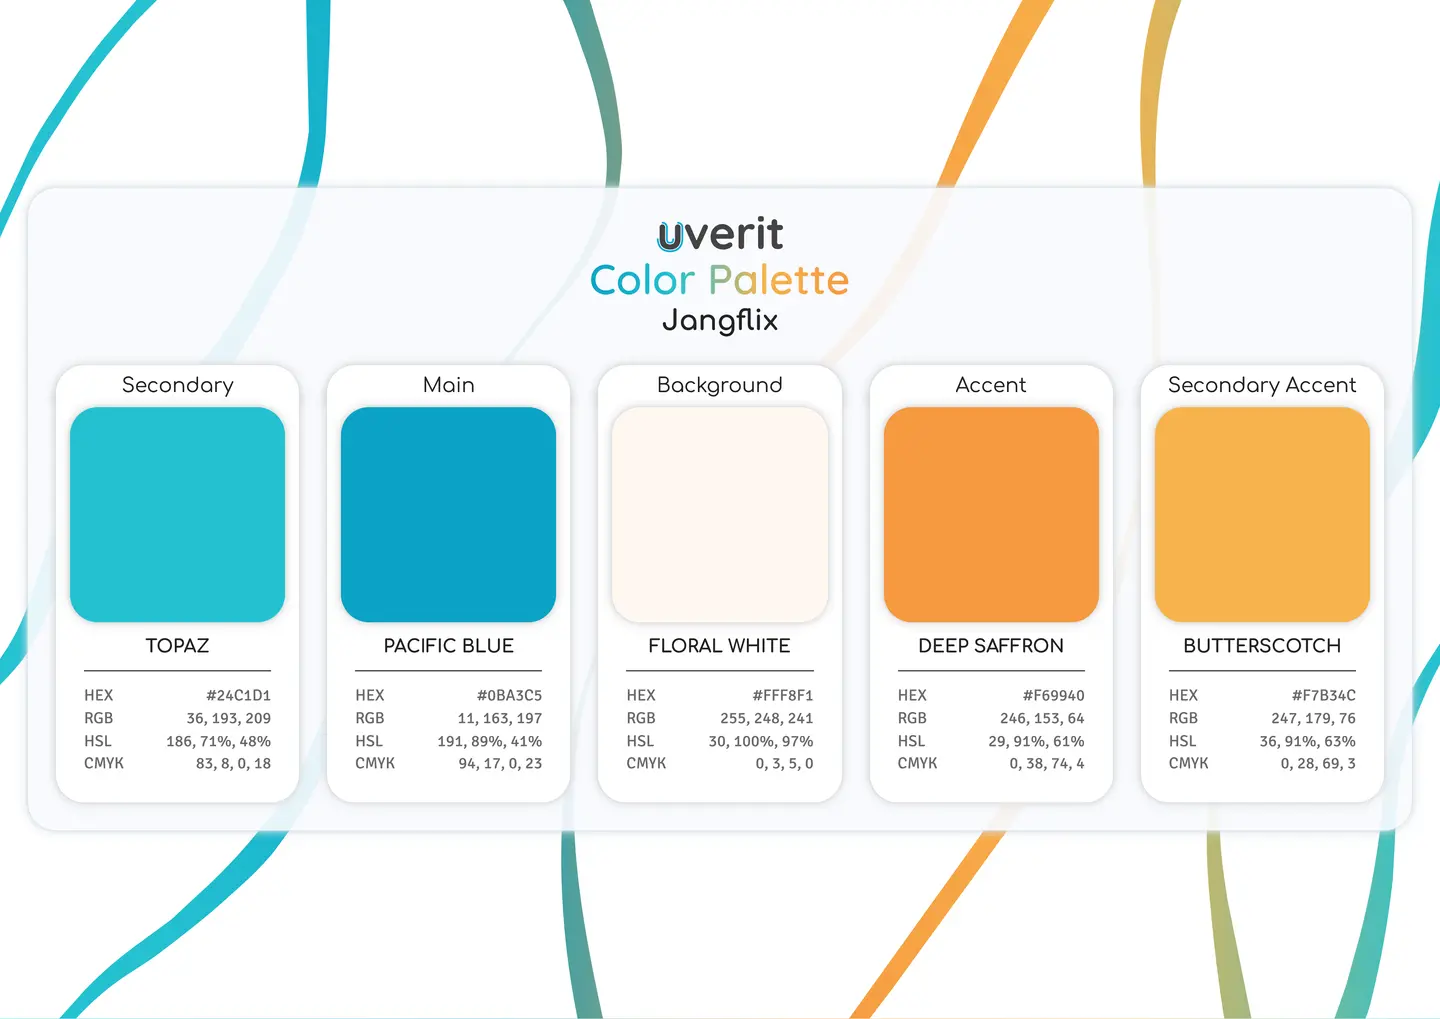 uverit
Color Palette
Jangflix
Secondary
TOPAZ
HEX #24C1D1
RGB 36, 193, 209
HSL 186, 71%, 48%
CMYK 83, 8, 0, 18
Main
PACIFIC BLUE
HEX #0BA3C5
RGB 11, 163, 197
HSL 191, 89%, 41%
CMYK 94, 17, 0, 23
Background
FLORAL WHITE
HEX #FFF8F1
RGB 255, 248, 241
HSL 30, 100%, 97%
CMYK 0, 3, 5, 0
Accent
DEEP SAFFRON
HEX #F69940
RGB 246, 153, 64
HSL 29, 91%, 61%
CMYK 0, 38, 74, 4
Secondary Accent
BUTTERSCOTCH
HEX #F7B34C
RGB 247, 179, 76
HSL 36, 91%, 63%
CMYK 0, 28, 69, 3